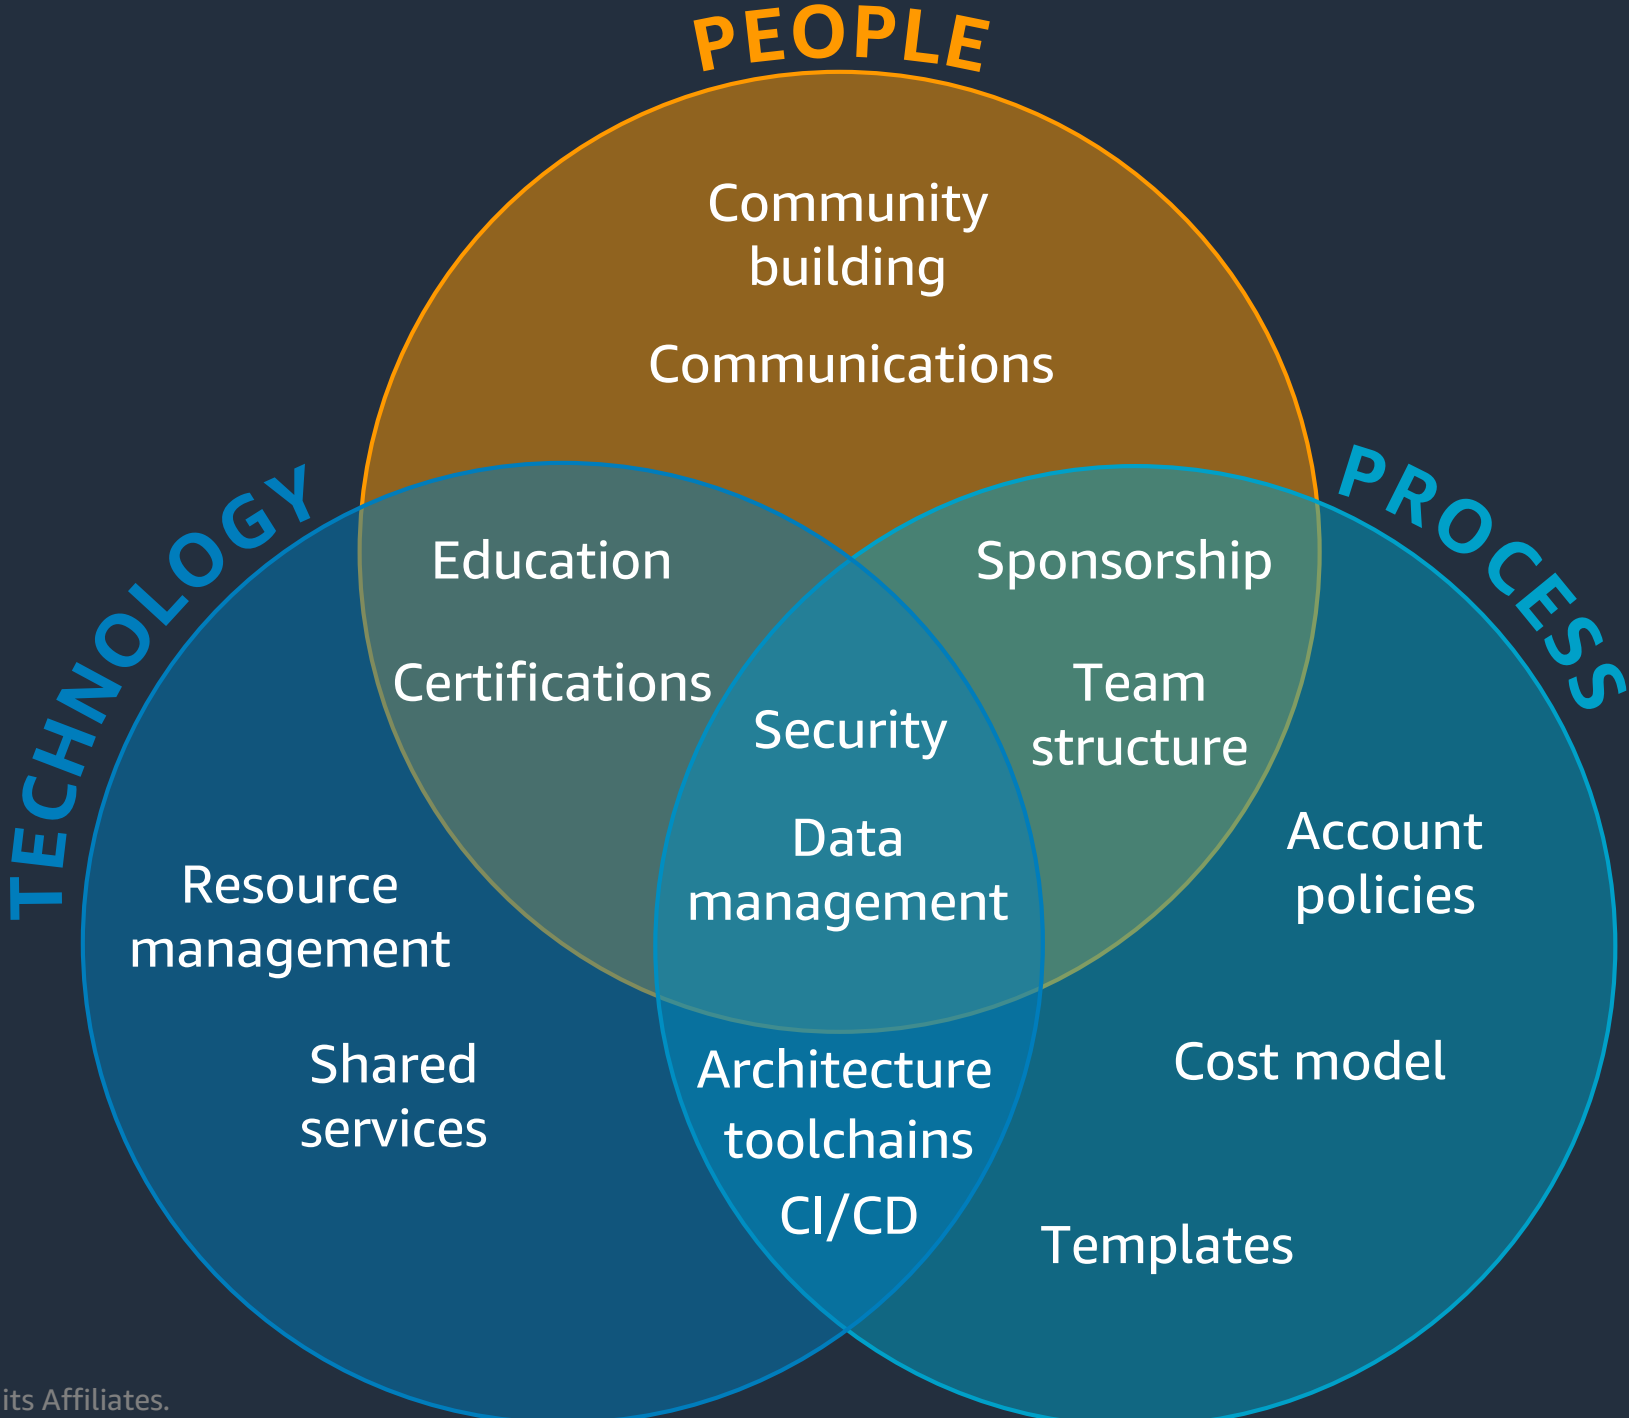 PEOPLE
Community
building
Communications
TECHNOLOGY
PROCESS
Education
Sponsorship
Certifications
Team
structure
Security
Data
management
Account
policies
Resource
management
Shared
services
Architecture
toolchains
CI/CD
Cost model
Templates
its Affiliates.